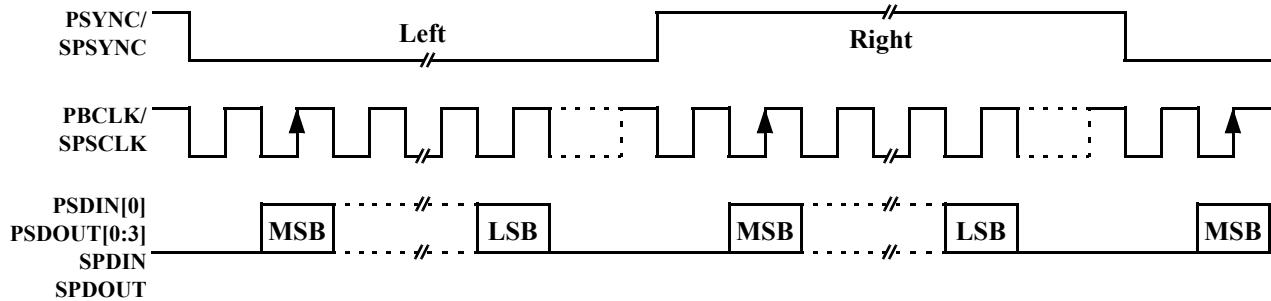 PSYNC/
SPSYNC
Left
Right
PBCLK/
SPSCLK
PSDIN[0]
PSDOUT[0:3]
SPDIN
SPDOUT
MSB
LSB
MSB
LSB
MSB